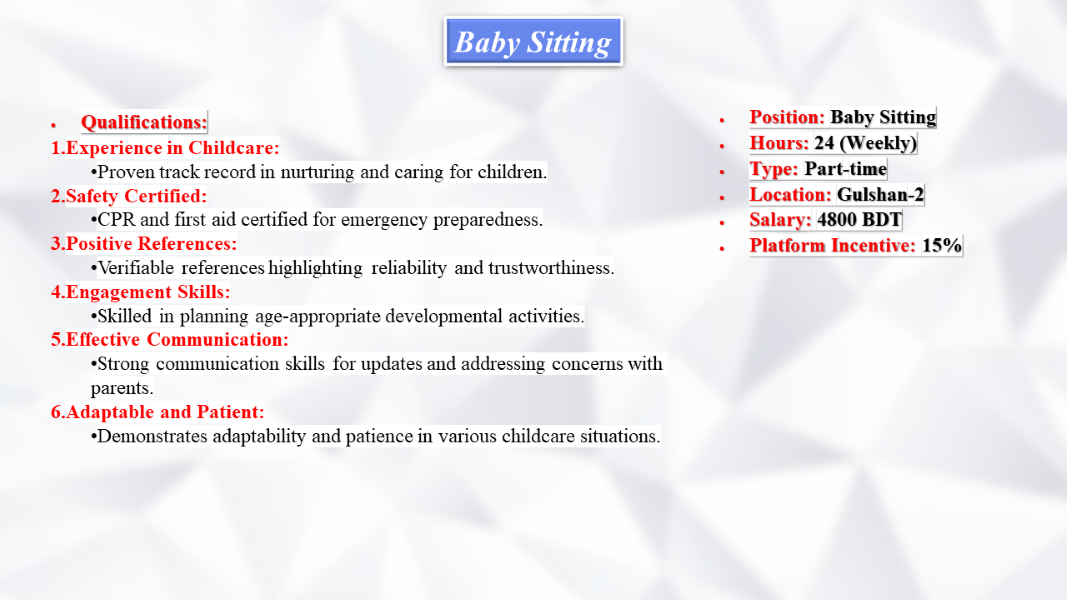 Baby Sitting
• Qualifications:
1.Experience in Childcare:
•Proven track record in nurturing and caring for children.
2.Safety Certified:
•CPR and first aid certified for emergency preparedness.
3.Positive References:
•Verifiable references highlighting reliability and trustworthiness.
4.Engagement Skills:
•Skilled in planning age-appropriate developmental activities.
5.Effective Communication:
•Strong communication skills for updates and addressing concerns with
parents.
6.Adaptable and Patient:
•Demonstrates adaptability and patience in various childcare situations.
• Position: Baby Sitting
• Hours: 24 (Weekly)
• Type: Part-time
• Location: Gulshan-2
• Salary: 4800 BDT
• Platform Incentive: 15%